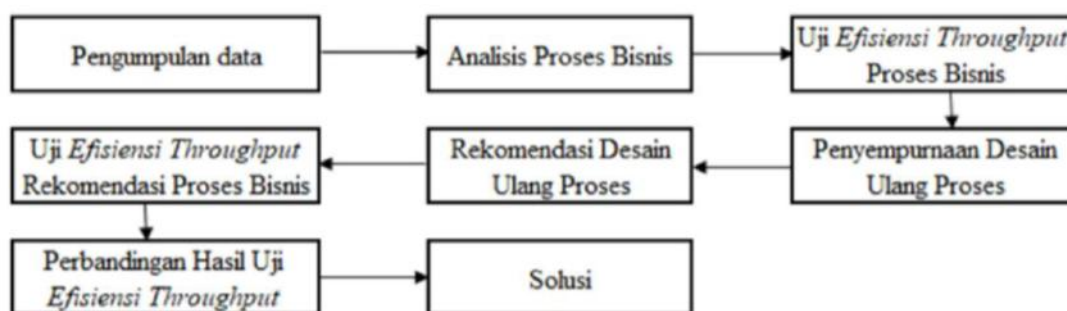 Pengumpulan data
Analisis Proses Bisnis
Uji Efisiensi Throughput
Proses Bisnis
Penyempurnaan Desain
Ulang Proses
Rekomendasi Desain
Ulang Proses
Uji Efisiensi Throughput
Rekomendasi Proses Bisnis
Perbandingan Hasil Uji
Efisiensi Throughput
Solusi